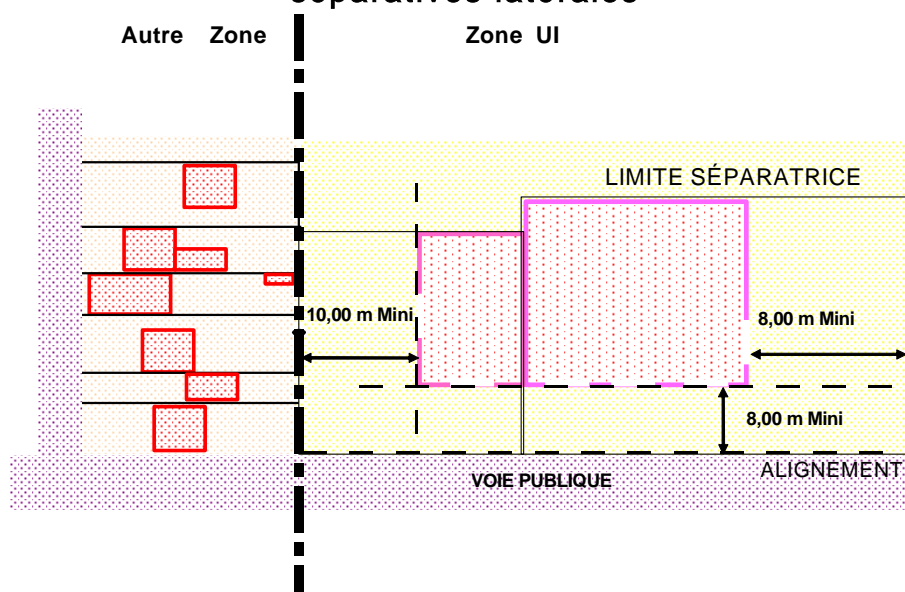 séparatives latérales
Autre Zone
Zone UI
LIMITE SÉPARATRICE
10,00 m Mini
8,00 m Mini
8,00 m Mini
ALIGNEMENT
VOIE PUBLIQUE